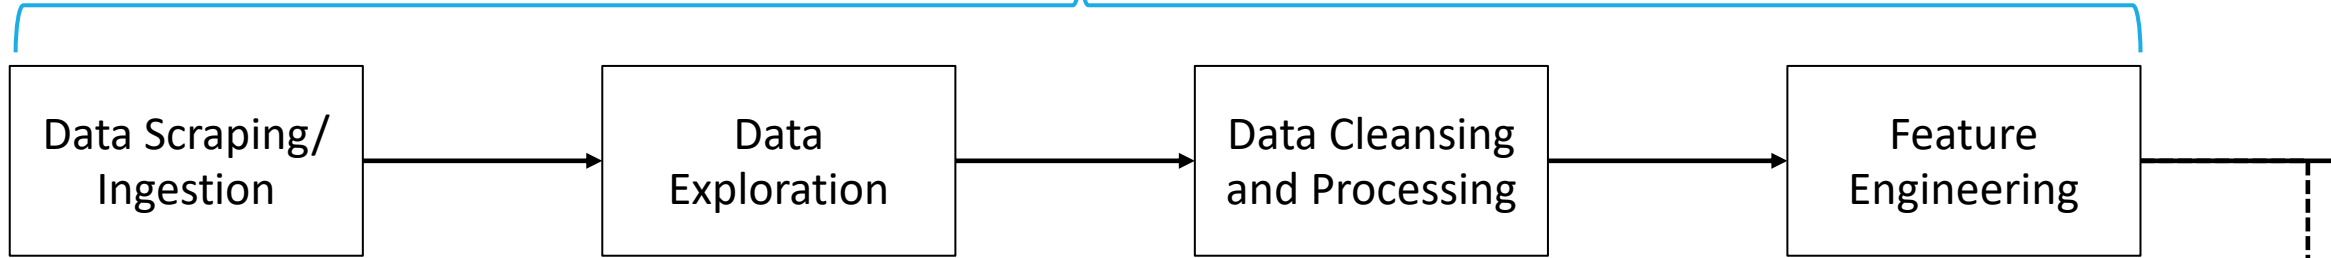 Data Scraping/
Ingestion
Data
Exploration
Data Cleansing
and Processing
Feature
Engineering